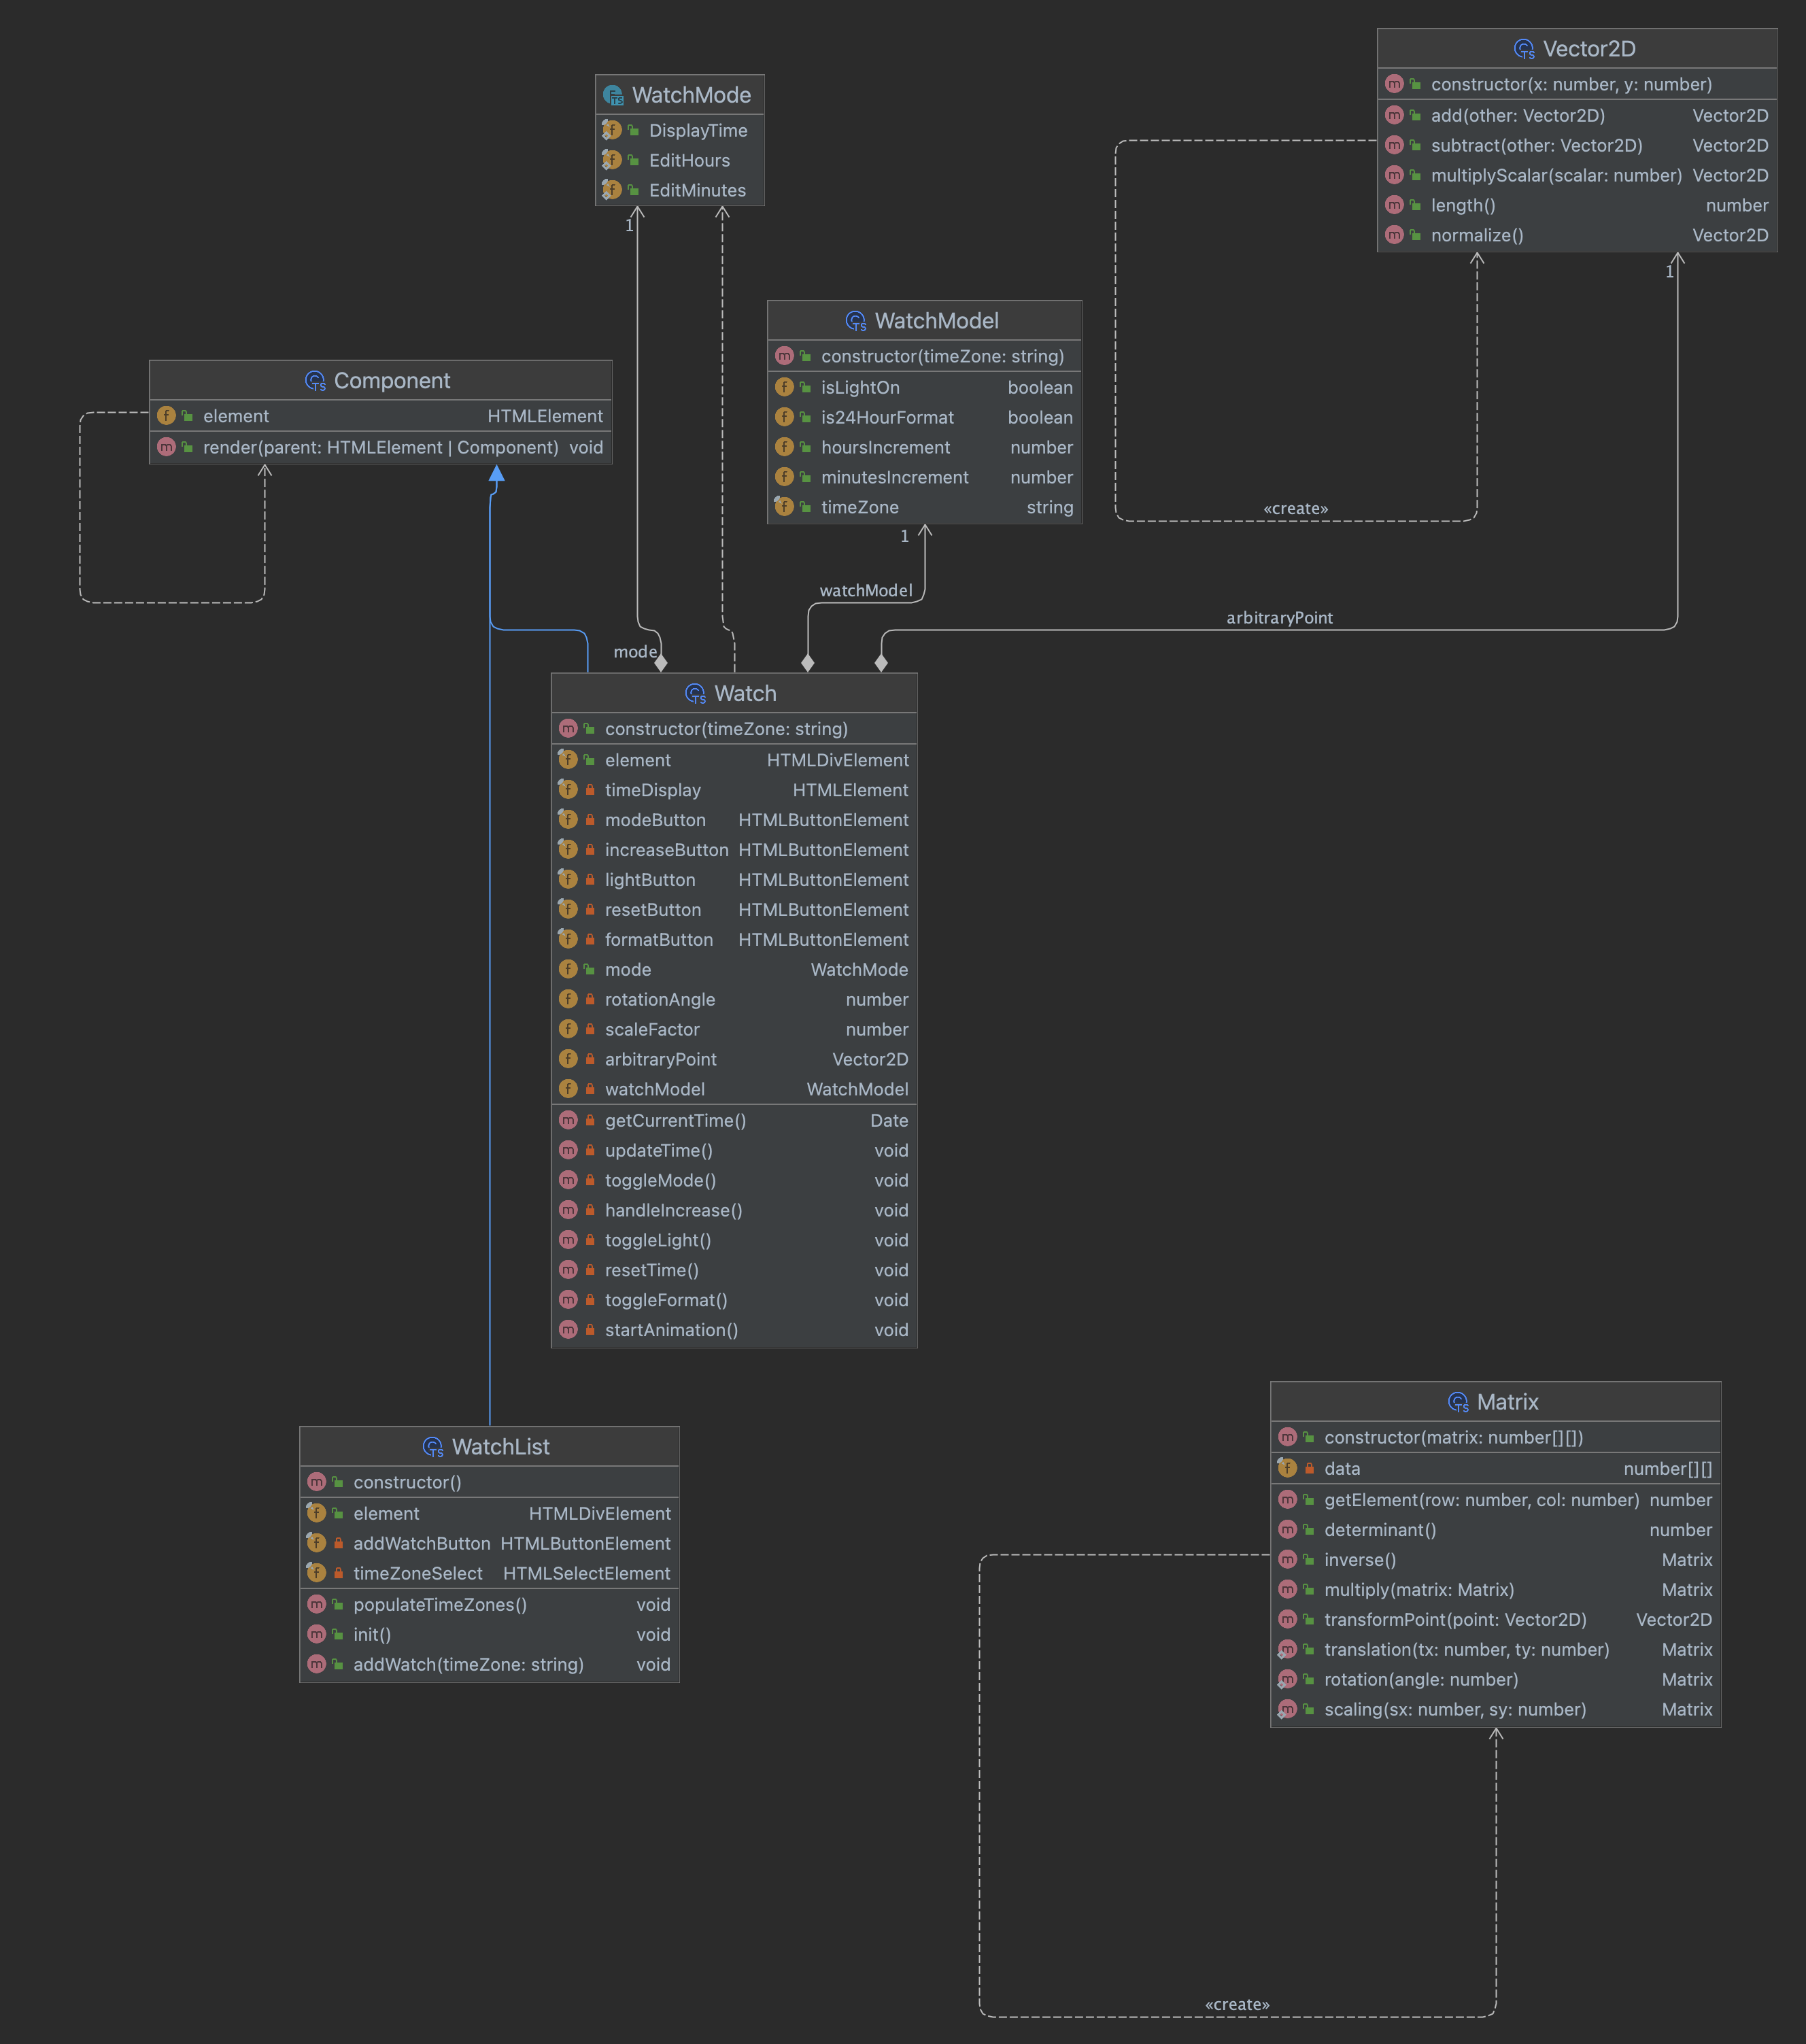 Vector2D
constructor(x: number, y: number)
add(other: Vector2D) Vector2D
subtract(other: Vector2D) Vector2D
multiplyScalar(scalar: number) Vector2D
length() number
normalize() Vector2D
1
«create»
WatchMode
DisplayTime
EditHours
EditMinutes
1
WatchModel
constructor(timeZone: string)
isLightOn boolean
is24HourFormat boolean
hoursIncrement number
minutesIncrement number
timeZone string
1
Component
element HTMLElement
render(parent: HTMLElement | Component) void
watchModel
arbitraryPoint
mode
Watch
constructor(timeZone: string)
element HTMLDivElement
timeDisplay HTMLElement
modeButton HTMLButtonElement
increaseButton HTMLButtonElement
lightButton HTMLButtonElement
resetButton HTMLButtonElement
formatButton HTMLButtonElement
mode WatchMode
rotationAngle number
scaleFactor number
arbitraryPoint Vector2D
watchModel WatchModel
getCurrentTime() Date
updateTime() void
toggleMode() void
handleIncrease() void
toggleLight() void
resetTime() void
toggleFormat() void
startAnimation() void
WatchList
constructor()
element HTMLDivElement
addWatchButton HTMLButtonElement
timeZoneSelect HTMLSelectElement
populateTimeZones() void
init() void
addWatch(timeZone: string) void
Matrix
constructor(matrix: number[][])
data number[][]
getElement(row: number, col: number) number
determinant() number
inverse() Matrix
multiply(matrix: Matrix) Matrix
transformPoint(point: Vector2D) Vector2D
translation(tx: number, ty: number) Matrix
rotation(angle: number) Matrix
scaling(sx: number, sy: number) Matrix
«create»